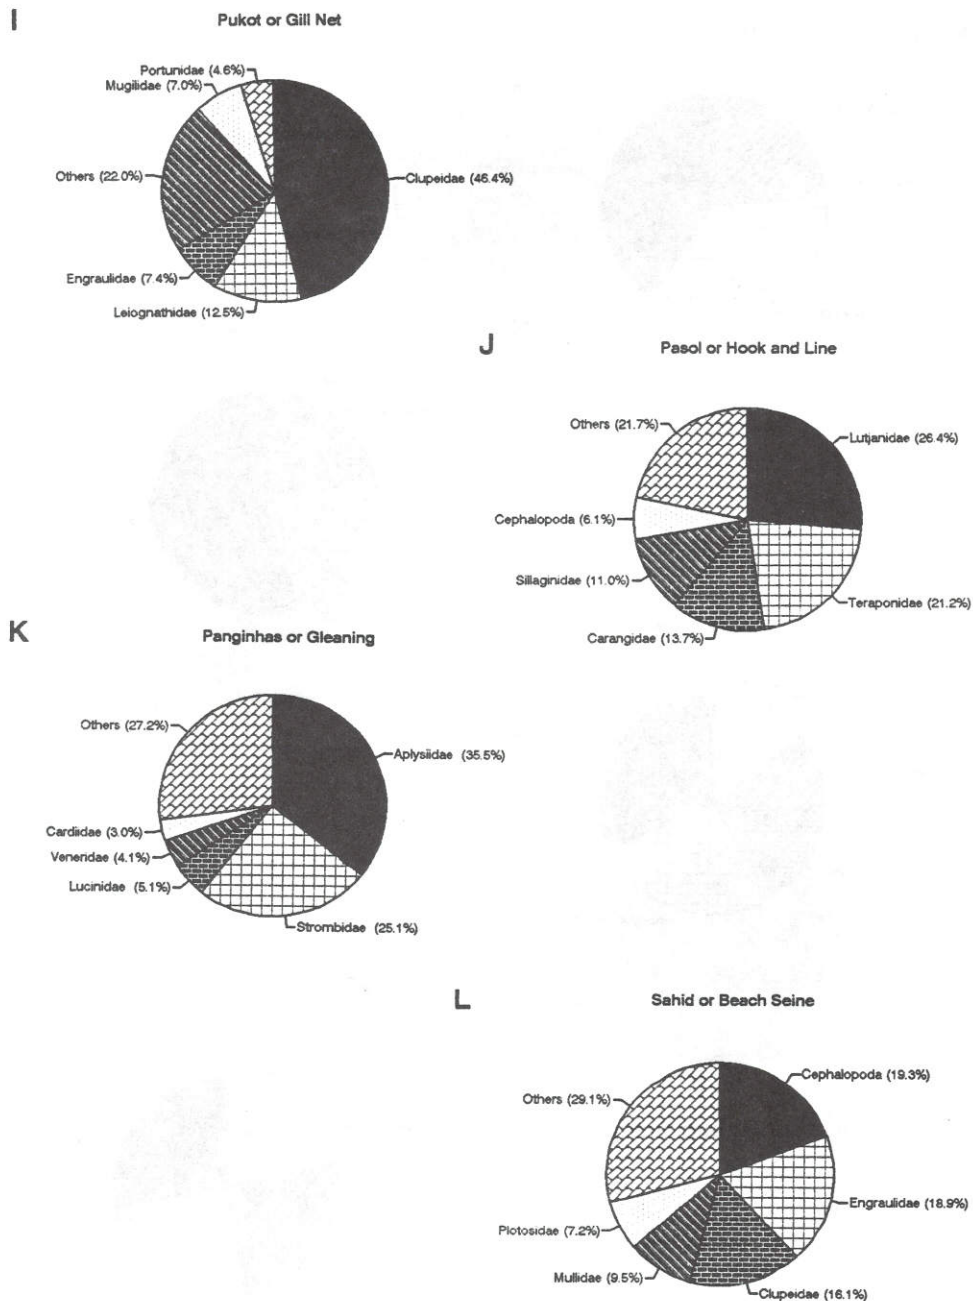 I
Pukot or Gill Net
Portunidae (4.6%)
Mugilidae (7.0%)
Others (22.0%)
Clupeidae (46.4%)
Engraulidae (7.4%)
Leiognathidae (12.5%)
J
Pasol or Hook and Line
Others (21.7%)
Lutjanidae (26.4%)
Cephalopoda (6.1%)
Sillaginidae (11.0%)
Teraponidae (21.2%)
Carangidae (13.7%)
K
Panginhas or Gleaning
Others (27.2%)
Aplysiidae (35.5%)
Cardiidae (3.0%)
Veneridae (4.1%)
Lucinidae (5.1%)
Strombidae (25.1%)
L
Sahid or Beach Seine
Cephalopoda (19.3%)
Others (29.1%)
Engraulidae (18.9%)
Plotosidae (7.2%)
Mullidae (9.5%)
Clupeidae (16.1%)